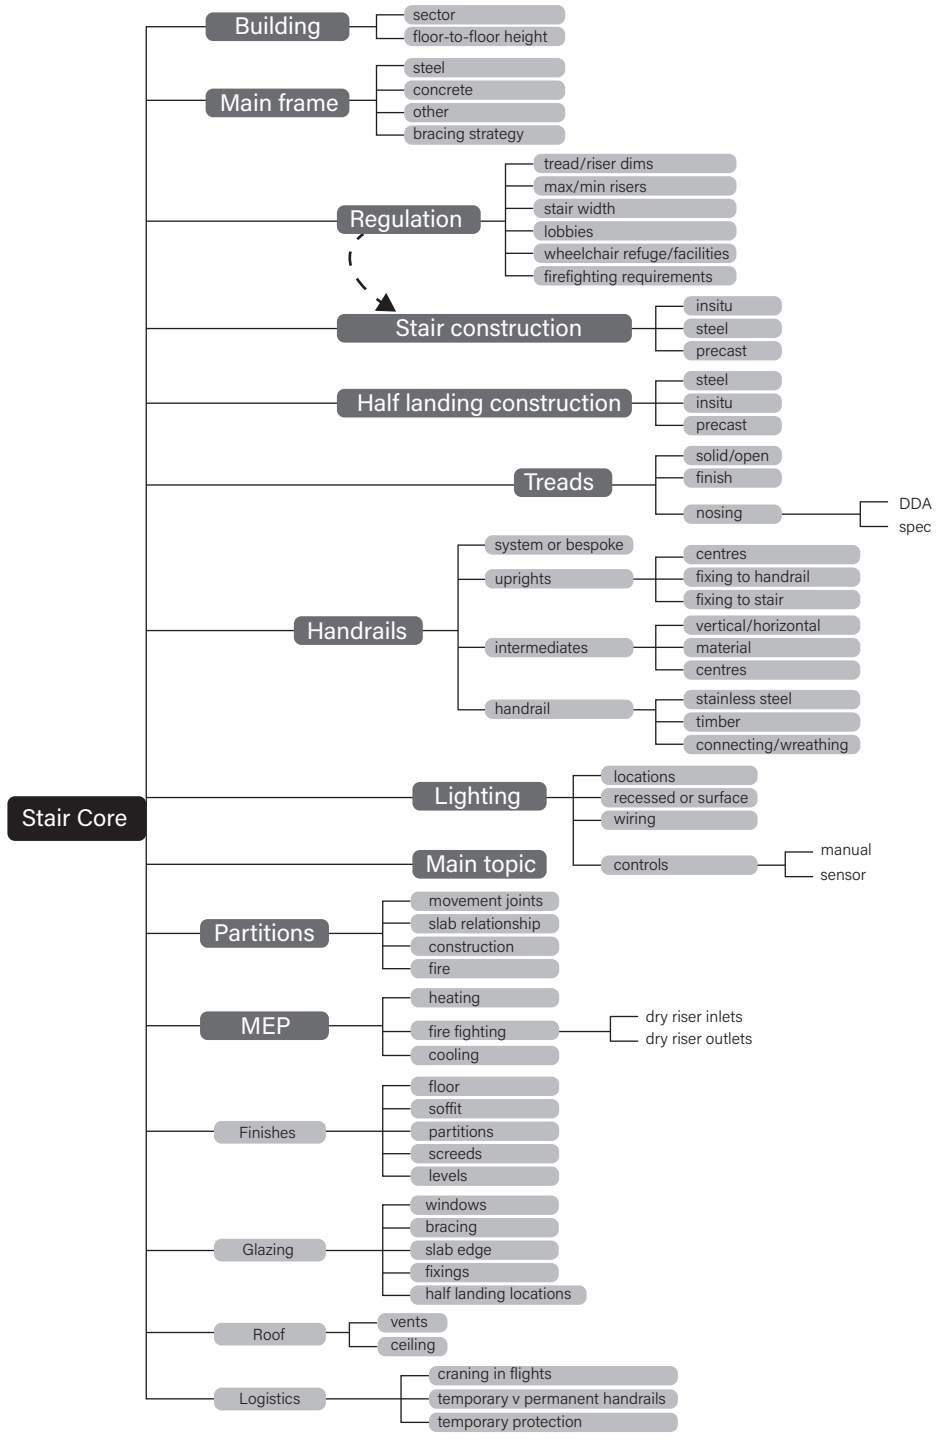 Building
sector
floor-to-floor height
Main frame
steel
concrete
other
bracing strategy
Regulation
tread/riser dims
max/min risers
stair width
lobbies
wheelchair refuge/facilities
firefighting requirements
Stair construction
insitu
steel
precast
Half landing construction
steel
insitu
precast
Treads
solid/open
finish
nosing
DDA
spec
Handrails
system or bespoke
uprights
centres
fixing to handrail
fixing to stair
intermediates
vertical/horizontal
material
centres
handrail
stainless steel
timber
connecting/wreathing
Stair Core
Lighting
locations
recessed or surface
wiring
controls
manual
sensor
Main topic
Partitions
movement joints
slab relationship
construction
fire
MEP
heating
fire fighting
dry riser inlets
dry riser outlets
cooling
Finishes
floor
soffit
partitions
screeds
levels
Glazing
windows
bracing
slab edge
fixings
half landing locations
Roof
vents
ceiling
Logistics
craning in flights
temporary v permanent handrails
temporary protection